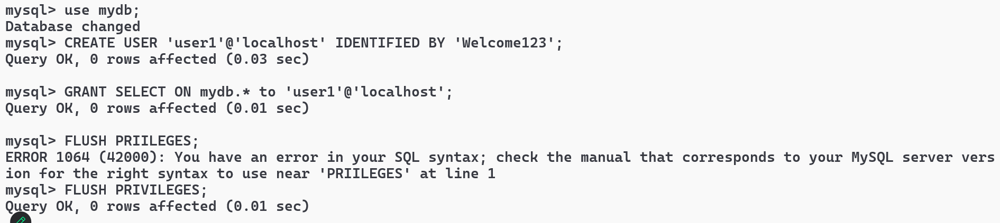 mysql> use mydb;
Database changed
mysql> CREATE USER 'user1'@'localhost' IDENTIFIED BY 'Welcome123';
Query OK, 0 rows affected (0.03 sec)
mysql> GRANT SELECT ON mydb.* to 'user1'@'localhost';
Query OK, 0 rows affected (0.01 sec)
mysql> FLUSH PRIILEGES;
ERROR 1064 (42000): You have an error in your SQL syntax; check the manual that corresponds to your MySQL server vers
ion for the right syntax to use near 'PRIILEGES' at line 1
mysql> FLUSH PRIVILEGES;
Query OK, 0 rows affected (0.01 sec)